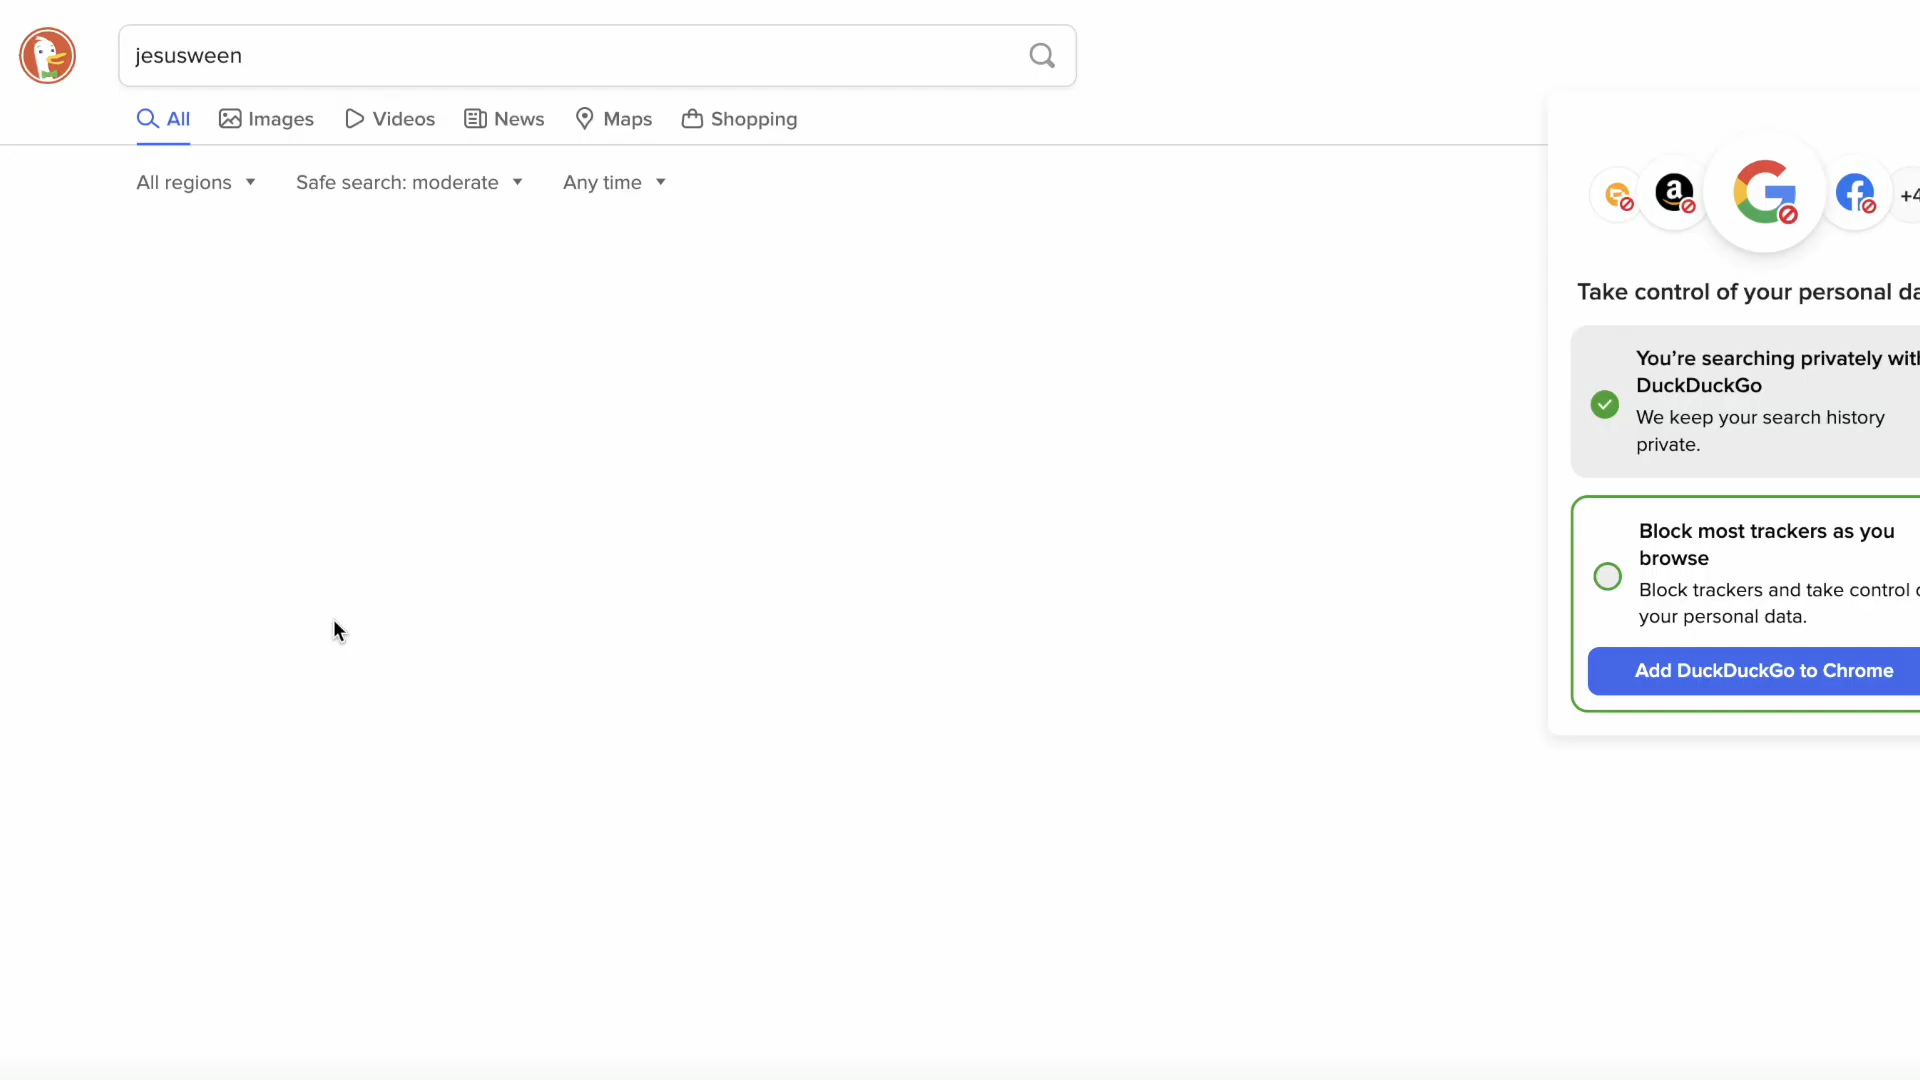 jesusween
All Images Videos News Maps Shopping
All regions Safe search: moderate Any time
+4
Take control of your personal
You’re searching privately
DuckDuckGo
We keep your search history
private.
Block most trackers as you
browse
Block trackers and take control
your personal data.
Add DuckDuckGo to Chrome